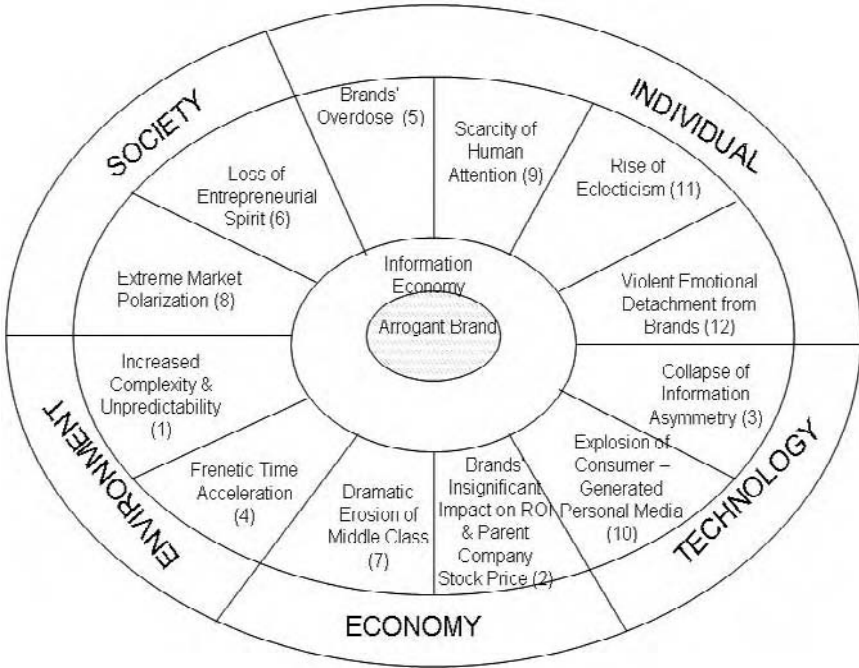 SOCIETY
INDIVIDUAL
TECHNOLOGY
ECONOMY
ENVIRONMENT
Brands'
Overdose (5)
Scarcity of
Human
Attention (9)
Rise of
Eclocticism (11)
Violent Emotional
Detachment from
Brands (12)
Collapse of
Information
Asymmetry (3)
Explosion of
Consumer –
Generated
Personal Media
(10)
Brands'
Insignificant
Impact on ROI
& Parent
Company
Stock Price (2)
Dramatic
Erosion of
Middle Class
(7)
Frenetic Time
Acceleration
(4)
Increased
Complexity &
Unpredictability
(1)
Extreme Market
Polarization (8)
Loss of
Entrepreneurial
Spirit (6)
Information
Economy
Arrogant Brand